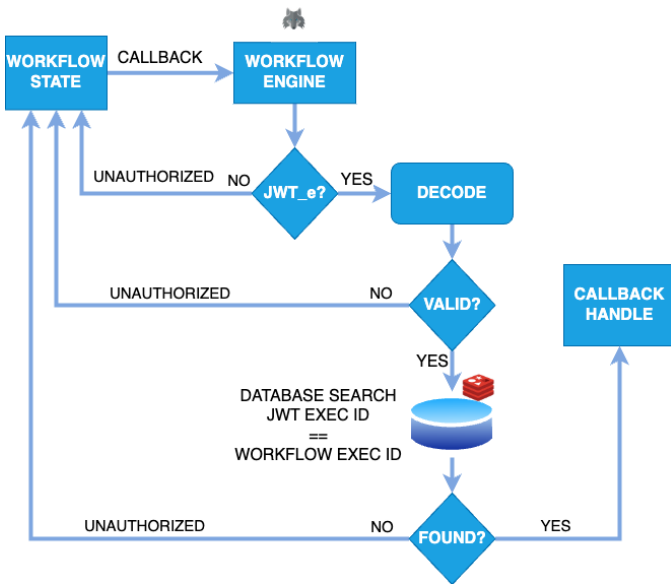 WORKFLOW
STATE
CALLBACK
WORKFLOW
ENGINE
UNAUTHORIZED
NO
JWT_e?
YES
DECODE
UNAUTHORIZED
NO
VALID?
CALLBACK
HANDLE
YES
DATABASE SEARCH
JWT EXEC ID
==
WORKFLOW EXEC ID
UNAUTHORIZED
NO
FOUND?
YES